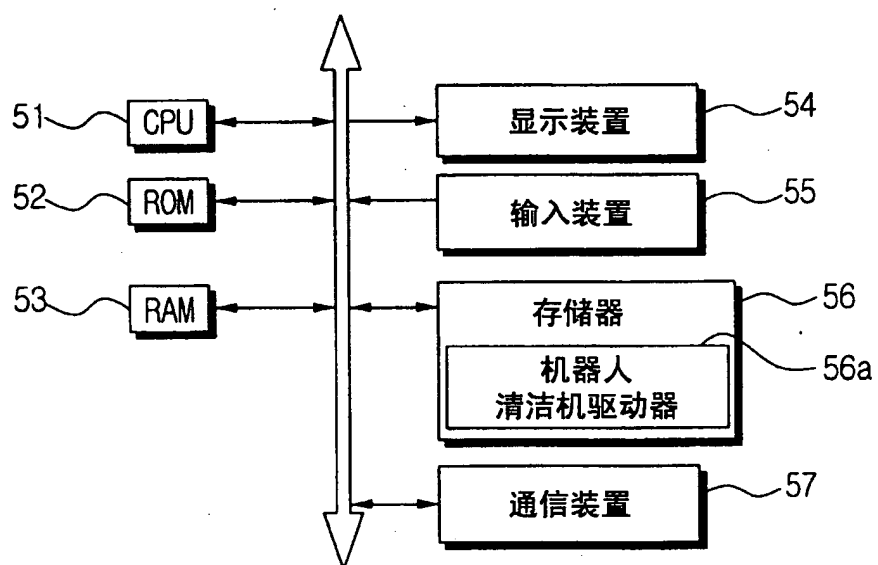 51 CPU 显示装置 54
52 ROM 输入装置 55
53 RAM 存储器 56
机器人 56a
清洁机驱动器
通信装置 57